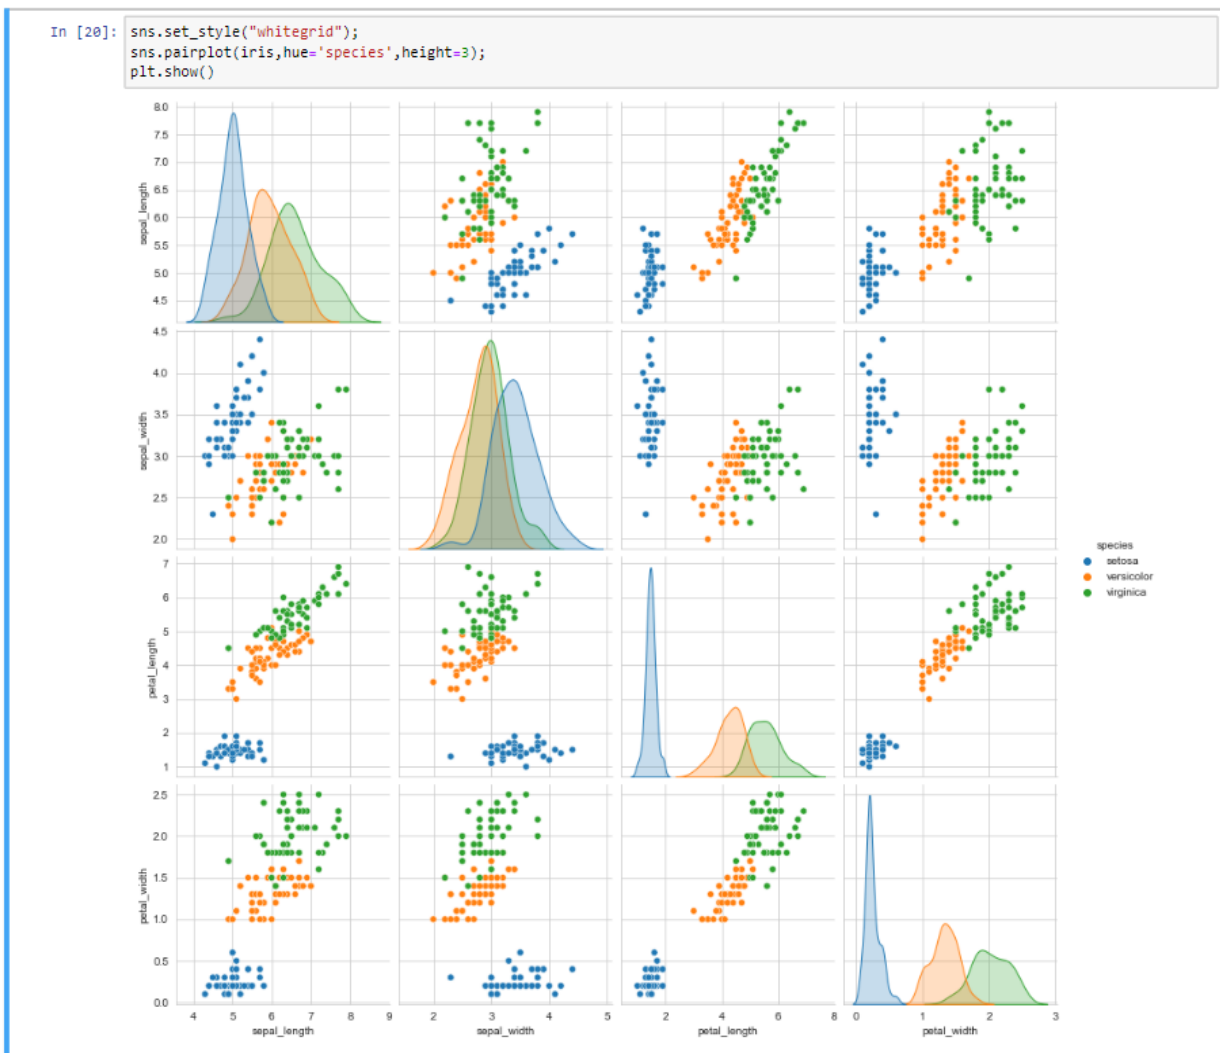 In [20]: sns.set_style("whitegrid");
sns.pairplot(iris,hue='species',height=3);
plt.show()
8.0
7.5
7.0
6.5
6.0
5.5
5.0
4.5
sepal_length
4.5
4.0
3.5
3.0
2.5
2.0
sepal_width
species
setosa
versicolor
virginica
7
6
5
4
3
2
1
petal_length
2.5
2.0
1.5
1.0
0.5
0.0
petal_width
4 5 6 7 8 9 2 3 4 5 2 4 6 8 0 1 2 3
sepal_length sepal_width petal_length petal_width